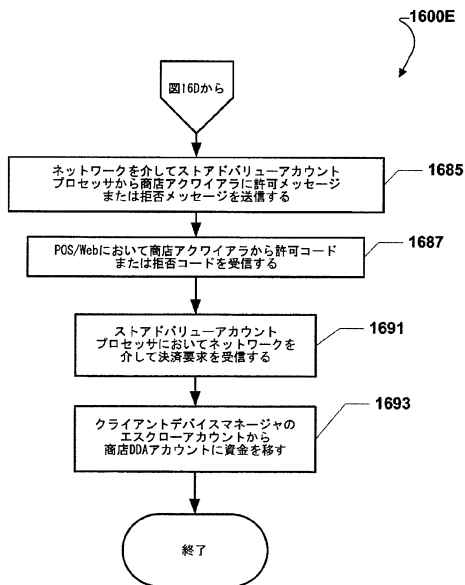 1600E
図16Dから
ネットワークを介してストアドバリューアカウント
プロセッサから商店アクワイアラに許可メッセージ
または拒否メッセージを送信する
1685
POS/Webにおいて商店アクワイアラから許可コード
または拒否コードを受信する
1687
ストアドバリューアカウント
プロセッサにおいてネットワークを
介して決済要求を受信する
1691
クライアントデバイスマネージャの
エスクローアカウントから
商店DDAアカウントに資金を移す
1693
終了